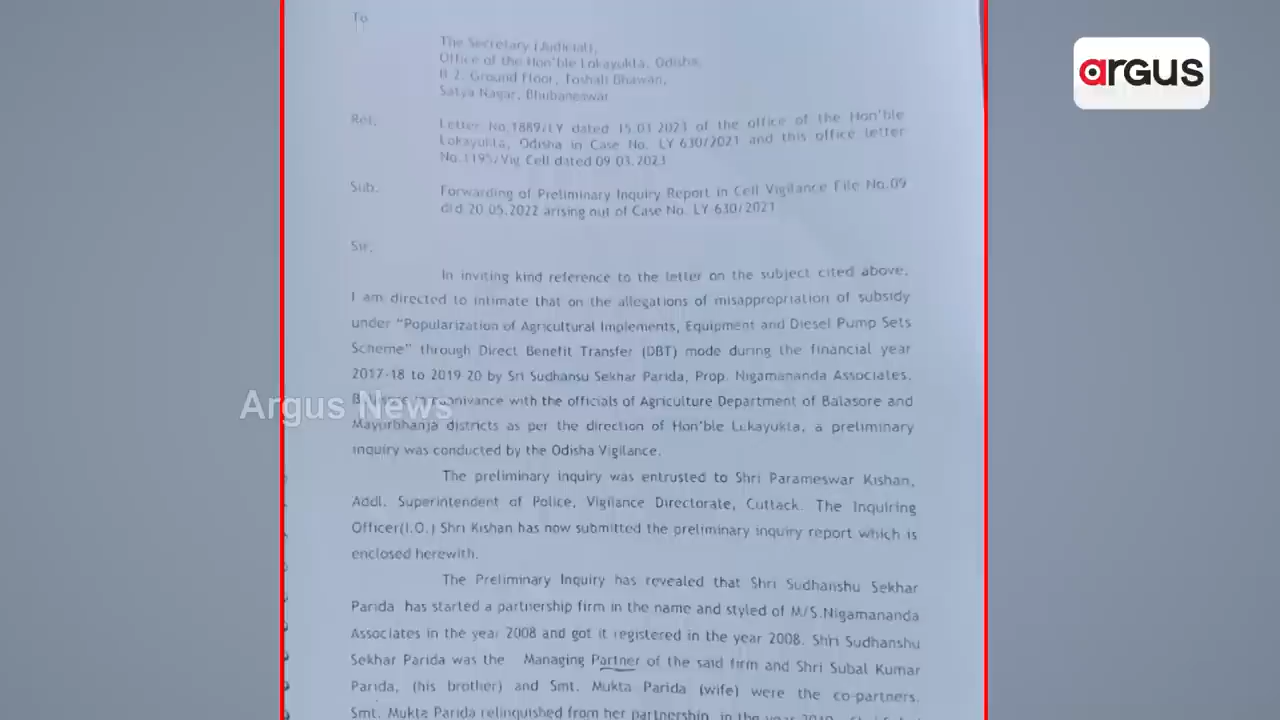 To
The Secretary (Judicial),
Office of the Hon'ble Lokayukta, Odisha,
B 2, Ground Floor, Toshali Bhawan,
Satya Nagar, Bhubaneswar
Ref. Letter No.1889/LY dated 15.03.2023 of the office of the Hon'ble
Lokayukta, Odisha in Case No. LY 630/2021 and this office letter
No.1195/Vig Cell dated 09.03.2023
Sub. Forwarding of Preliminary Inquiry Report in Cell Vigilance File No.09
dtd.20.05.2022 arising out of Case No. LY 630/2021
Sir,
In inviting kind reference to the letter on the subject cited above,
I am directed to intimate that on the allegations of misappropriation of subsidy
under "Popularization of Agricultural Implements, Equipment and Diesel Pump Sets
Scheme" through Direct Benefit Transfer (DBT) mode during the financial year
2017-18 to 2019-20 by Sri Sudhansu Sekhar Parida, Prop. Nigamananda Associates,
connivance with the officials of Agriculture Department of Balasore and
Mayurbhanja districts as per the direction of Hon'ble Lokayukta, a preliminary
inquiry was conducted by the Odisha Vigilance.
The preliminary inquiry was entrusted to Shri Parameswar Kishan,
Addl. Superintendent of Police, Vigilance Directorate, Cuttack. The Inquiring
Officer(I.O.) Shri Kishan has now submitted the preliminary inquiry report which is
enclosed herewith.
The Preliminary Inquiry has revealed that Shri Sudhanshu Sekhar
Parida has started a partnership firm in the name and styled of M/S.Nigamananda
Associates in the year 2008 and got it registered in the year 2008. Shri Sudhanshu
Sekhar Parida was the Managing Partner of the said firm and Shri Subal Kumar
Parida, (his brother) and Smt. Mukta Parida (wife) were the co-partners.
Smt. Mukta Parida relinquished from her partnership in the year
argus
Argus News